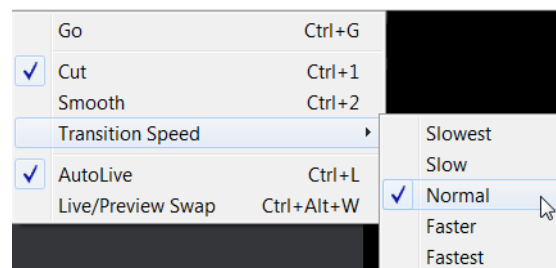 Go Ctrl+G
Cut Ctrl+1
Smooth Ctrl+2
Transition Speed
AutoLive Ctrl+L
Live/Preview Swap Ctrl+Alt+W
Slowest
Slow
Normal
Faster
Fastest